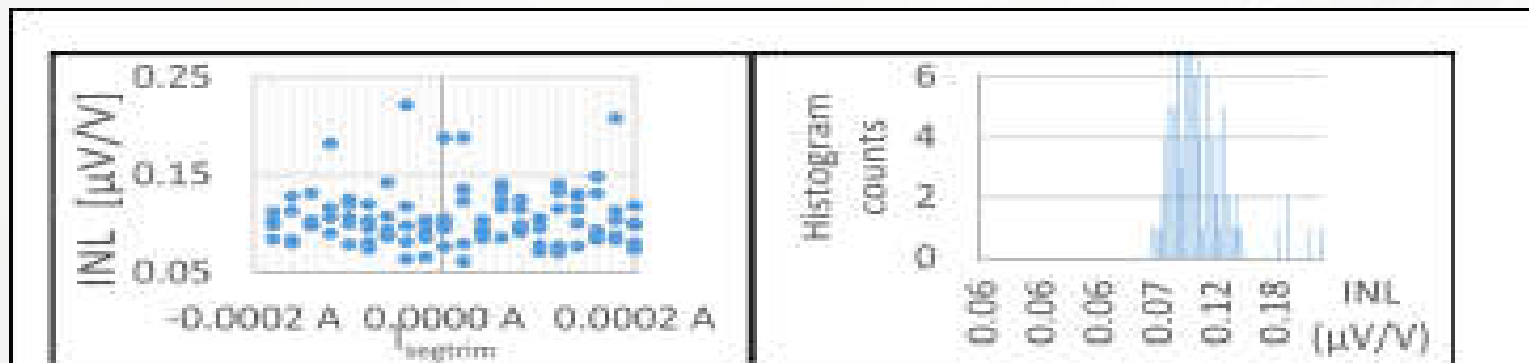 INL [µV/V]
0.25
0.15
0.05
-0.0002 A 0.0000 A 0.0002 A
Isegtrim
Histogram
counts
6
4
2
0
0.06 0.06 0.06 0.07 0.12 0.18
INL
(µV/V)